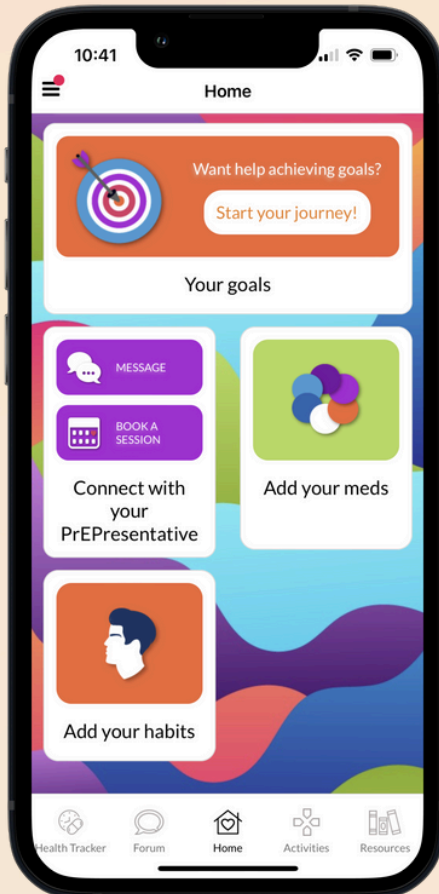 10:41
Home
Want help achieving goals?
Start your journey!
Your goals
MESSAGE
BOOK A
SESSION
Connect with
your
PrEPresentative
Add your meds
Add your habits
Health Tracker
Forum
Home
Activities
Resources